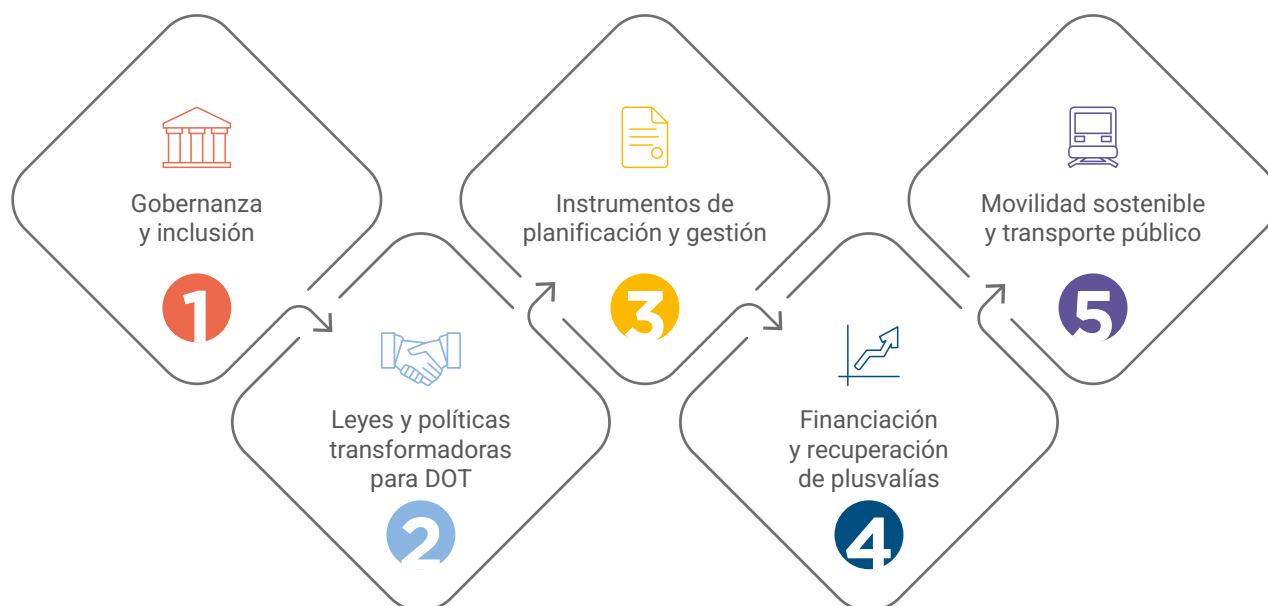 Gobernanza
y inclusión
1
Leyes y políticas
transformadoras
para DOT
2
Instrumentos de
planificación y gestión
3
Financiación
y recuperación
de plusvalías
4
Movilidad sostenible
y transporte público
5